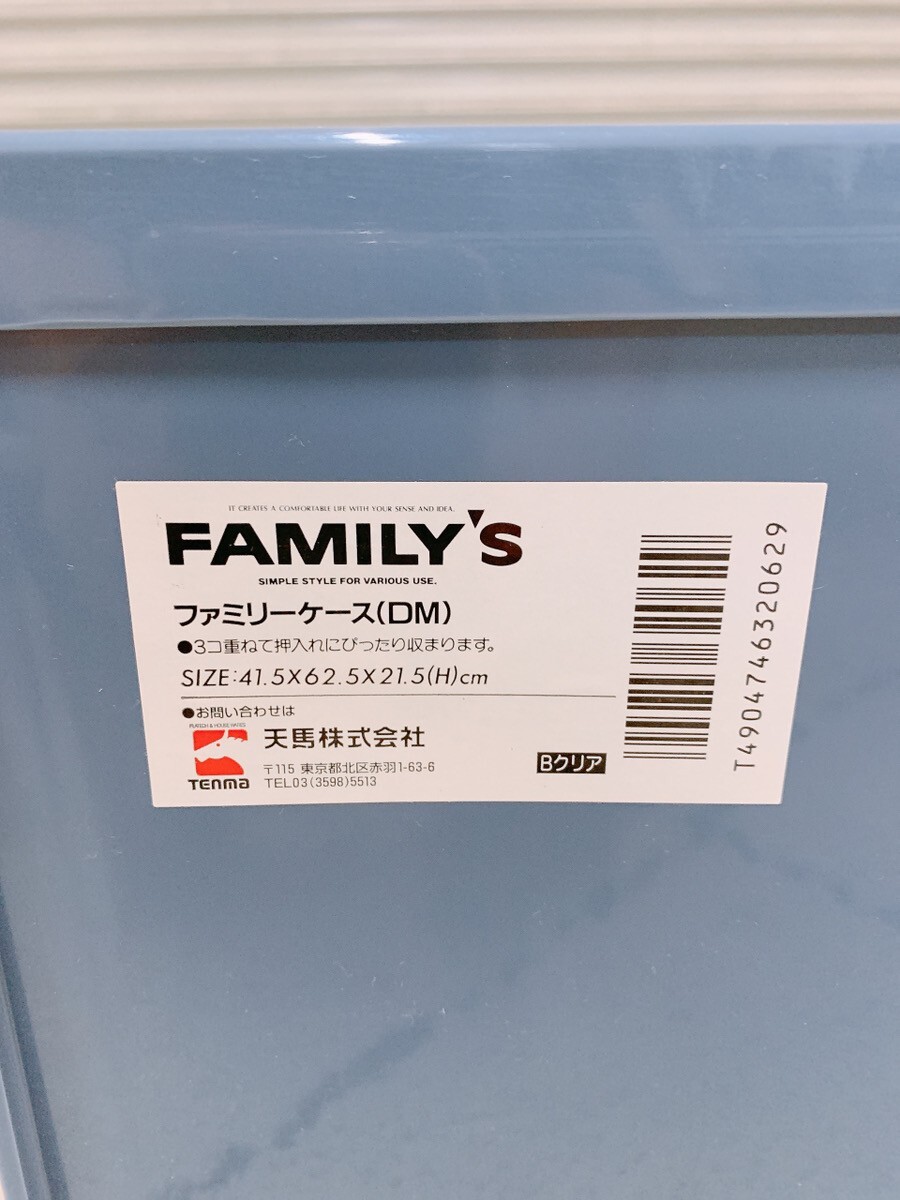 IT CREATES A COMFORTABLE LIFE WITH YOUR SENSE AND IDEA.
FAMILY'S
SIMPLE STYLE FOR VARIOUS USE.
ファミリーケース(DM)
●3コ重ねて押入れにぴったり収まります。
SIZE:41.5X62.5X21.5(H)cm
●お問い合わせは
TENMA
天馬株式会社
〒115 東京都北区赤羽1-63-6
TEL03(3598)5513
Bクリア
T4904746320629